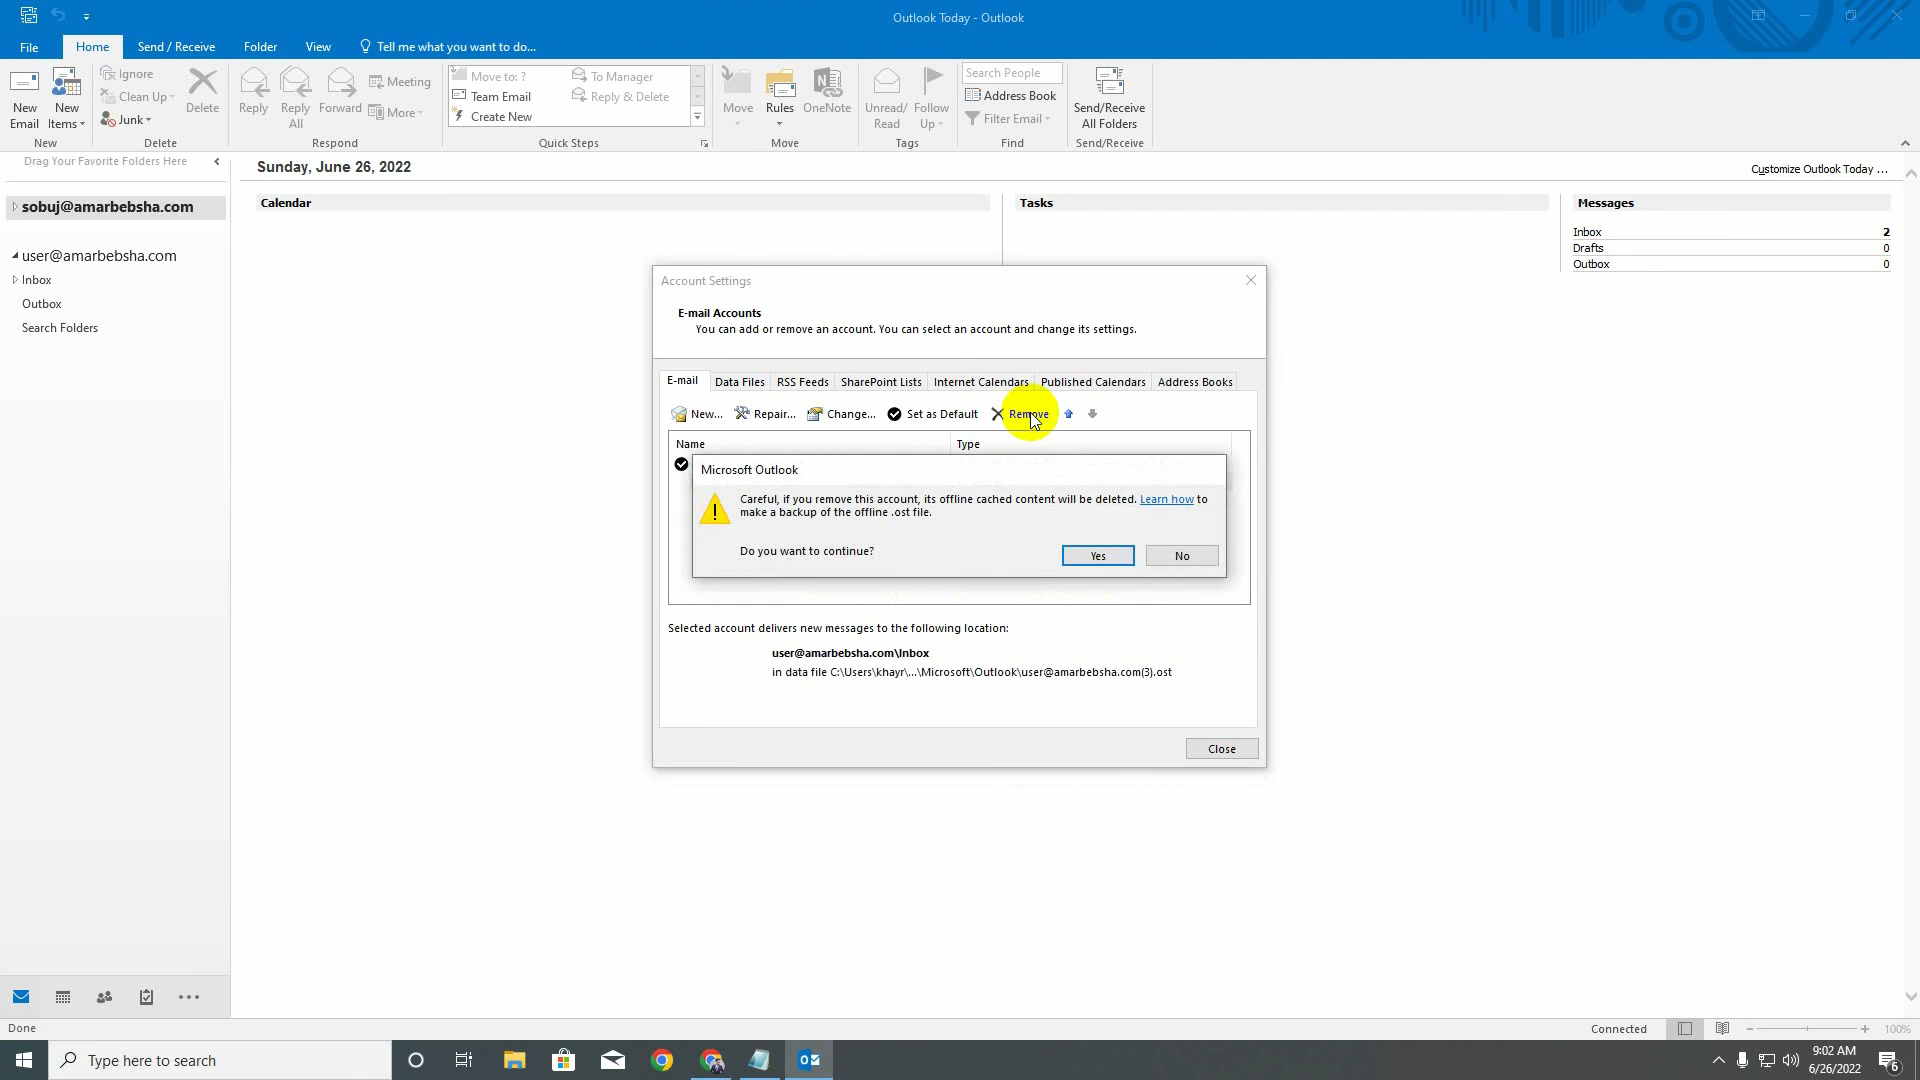 Outlook Today - Outlook
File
Home
Send / Receive
Folder
View
Tell me what you want to do...
New
Email
New
Items
New
Ignore
Clean Up
Junk
Delete
Delete
Reply
Reply
All
Forward
Meeting
More
Respond
Move to: ?
Team Email
Create New
To Manager
Reply & Delete
Quick Steps
Move
Rules
OneNote
Move
Unread/
Read
Follow
Up
Tags
Search People
Address Book
Filter Email
Find
Send/Receive
All Folders
Send/Receive
Drag Your Favorite Folders Here
sobuj@amarbebsha.com
user@amarbebsha.com
Inbox
Outbox
Search Folders
Sunday, June 26, 2022
Customize Outlook Today ...
Calendar
Tasks
Messages
Inbox 2
Drafts 0
Outbox 0
Account Settings
E-mail Accounts
You can add or remove an account. You can select an account and change its settings.
E-mail
Data Files
RSS Feeds
SharePoint Lists
Internet Calendars
Published Calendars
Address Books
New...
Repair...
Change...
Set as Default
Remove
Name
Type
Microsoft Outlook
Careful, if you remove this account, its offline cached content will be deleted. Learn how to
make a backup of the offline .ost file.
Do you want to continue?
Yes
No
Selected account delivers new messages to the following location:
user@amarbebsha.com\Inbox
in data file C:\Users\khayr\...\Microsoft\Outlook\user@amarbebsha.com(3).ost
Close
Done
Connected
100%
Type here to search
9:02 AM
6/26/2022
6